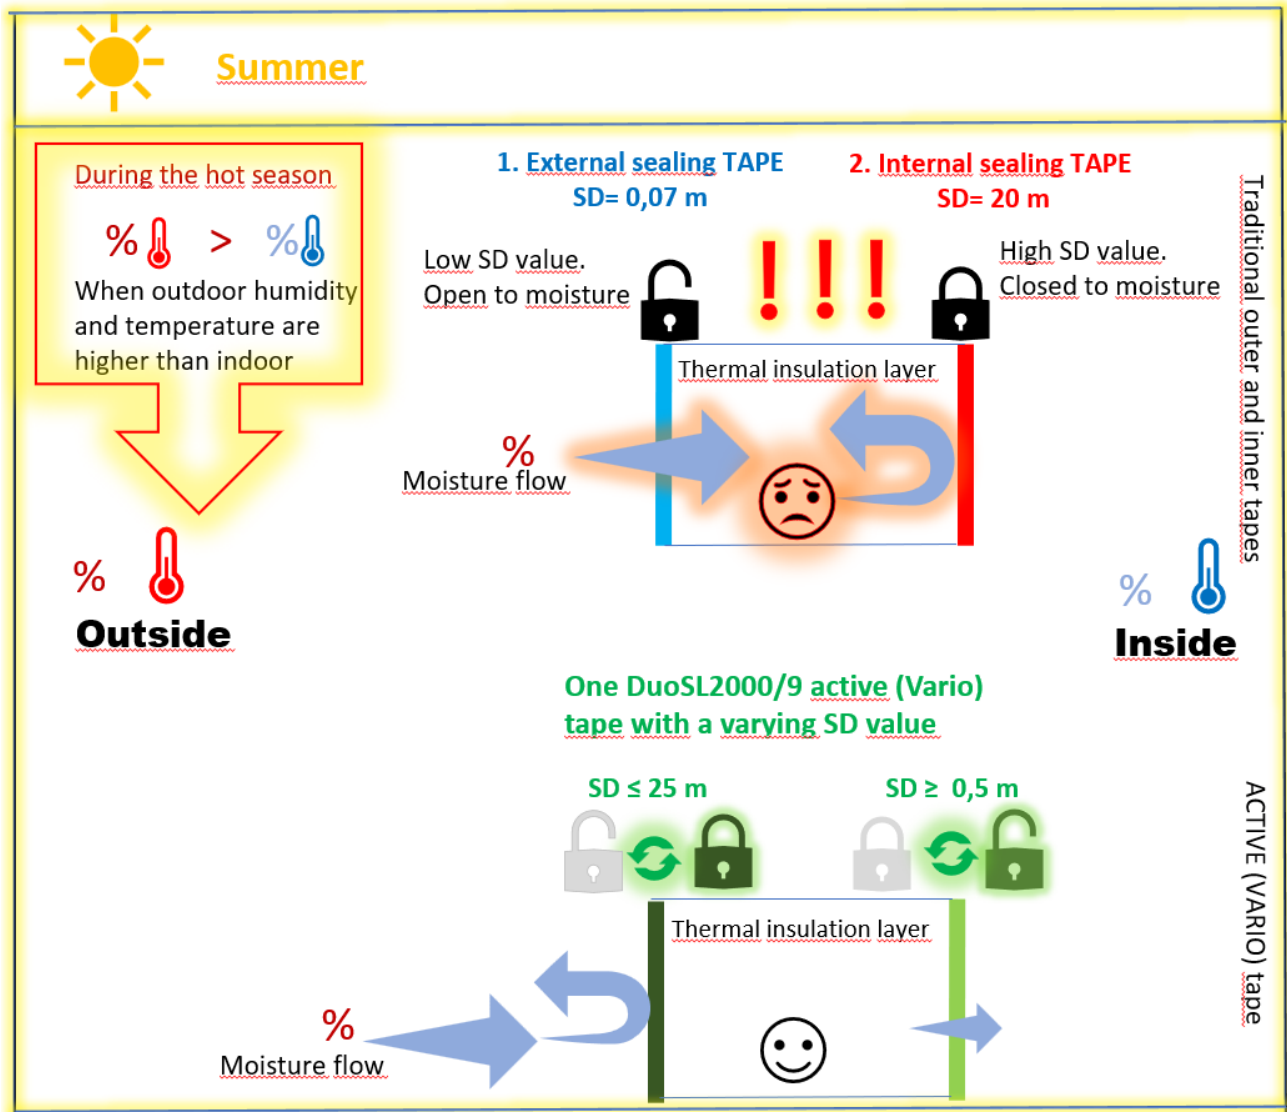 Summer
During the hot season
% > %
When outdoor humidity
and temperature are
higher than indoor
1. External sealing TAPE
SD= 0,07 m
2. Internal sealing TAPE
SD= 20 m
Low SD value.
Open to moisture
High SD value.
Closed to moisture
Thermal insulation layer
%
Moisture flow
Traditional outer and inner tapes
%
Outside
%
Inside
One DuoSL2000/9 active (Vario)
tape with a varying SD value
SD ≤ 25 m
SD ≥ 0,5 m
Thermal insulation layer
%
Moisture flow
ACTIVE (VARIO) tape